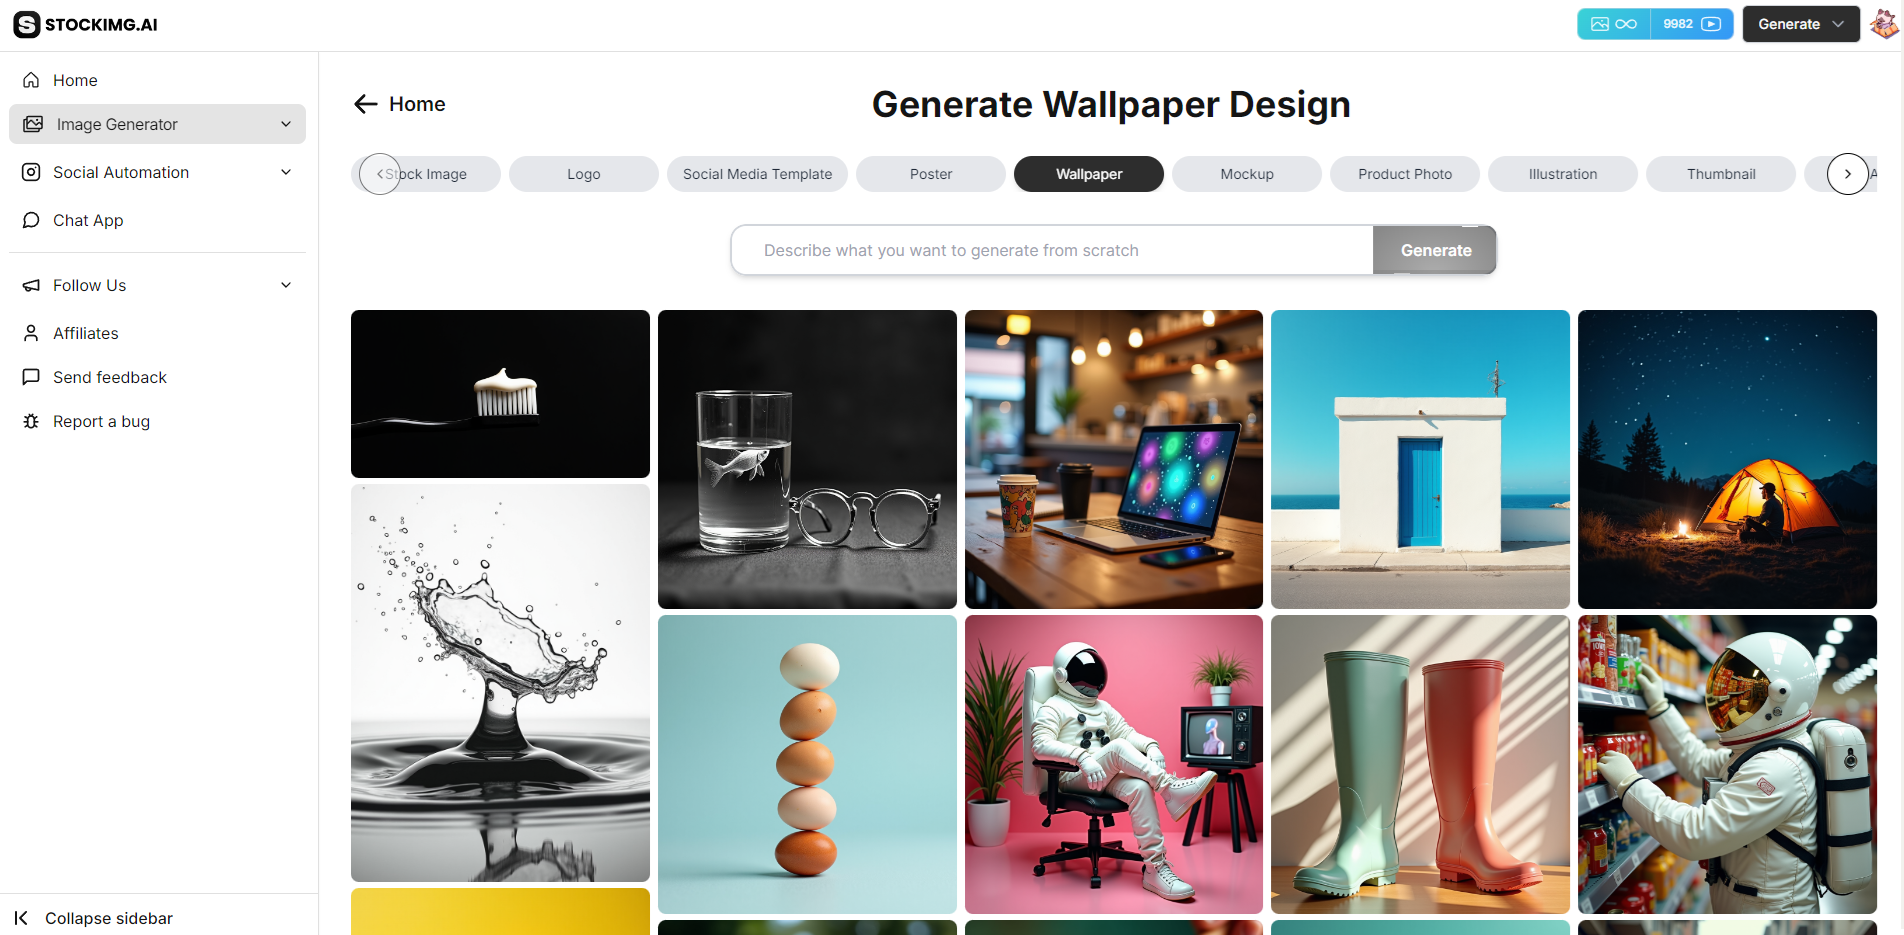 STOCKIMG.AI
9982
Generate
Home
Image Generator
Social Automation
Chat App
Follow Us
Affiliates
Send feedback
Report a bug
Collapse sidebar
Home
Generate Wallpaper Design
Stock Image
Logo
Social Media Template
Poster
Wallpaper
Mockup
Product Photo
Illustration
Thumbnail
A
Describe what you want to generate from scratch
Generate